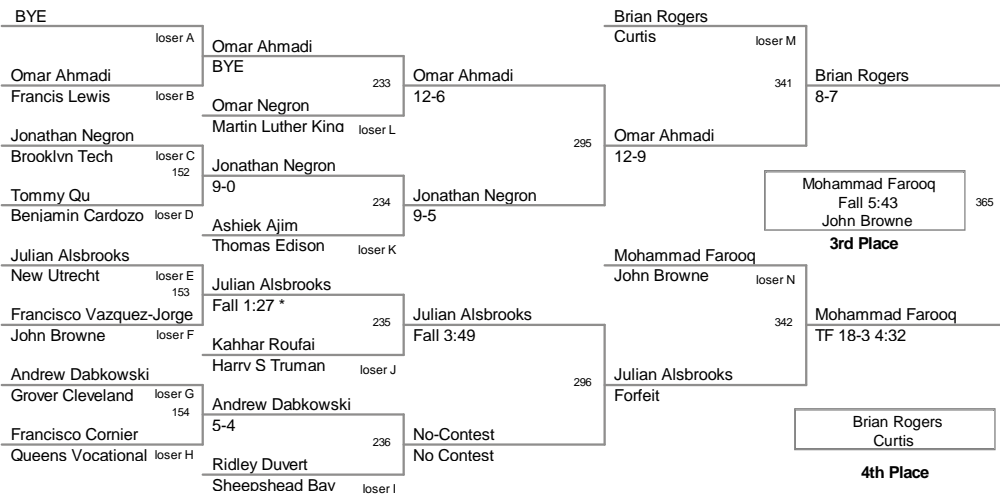 BYE
loser A
Omar Ahmadi
Francis Lewis
loser B
Jonathan Negron
Brooklyn Tech
loser C
152
Tommy Qu
Benjamin Cardozo
loser D
Julian Alsbrooks
New Utrecht
loser E
153
Francisco Vazquez-Jorge
John Browne
loser F
Andrew Dabkowski
Grover Cleveland
loser G
154
Francisco Cornier
Queens Vocational
loser H
Omar Ahmadi
BYE
233
Omar Negron
Martin Luther King
loser L
Jonathan Negron
9-0
234
Ashiek Ajim
Thomas Edison
loser K
Julian Alsbrooks
Fall 1:27 *
235
Kahhar Roufai
Harry S Truman
loser J
Andrew Dabkowski
5-4
236
Ridley Duvert
Sheepshead Bay
loser I
Omar Ahmadi
12-6
295
Jonathan Negron
9-5
Julian Alsbrooks
Fall 3:49
296
No-Contest
No Contest
Brian Rogers
Curtis
loser M
341
Omar Ahmadi
12-9
Mohammad Farooq
John Browne
loser N
342
Julian Alsbrooks
Forfeit
Brian Rogers
8-7
Mohammad Farooq
Fall 5:43
John Browne
365
3rd Place
Mohammad Farooq
TF 18-3 4:32
Brian Rogers
Curtis
4th Place